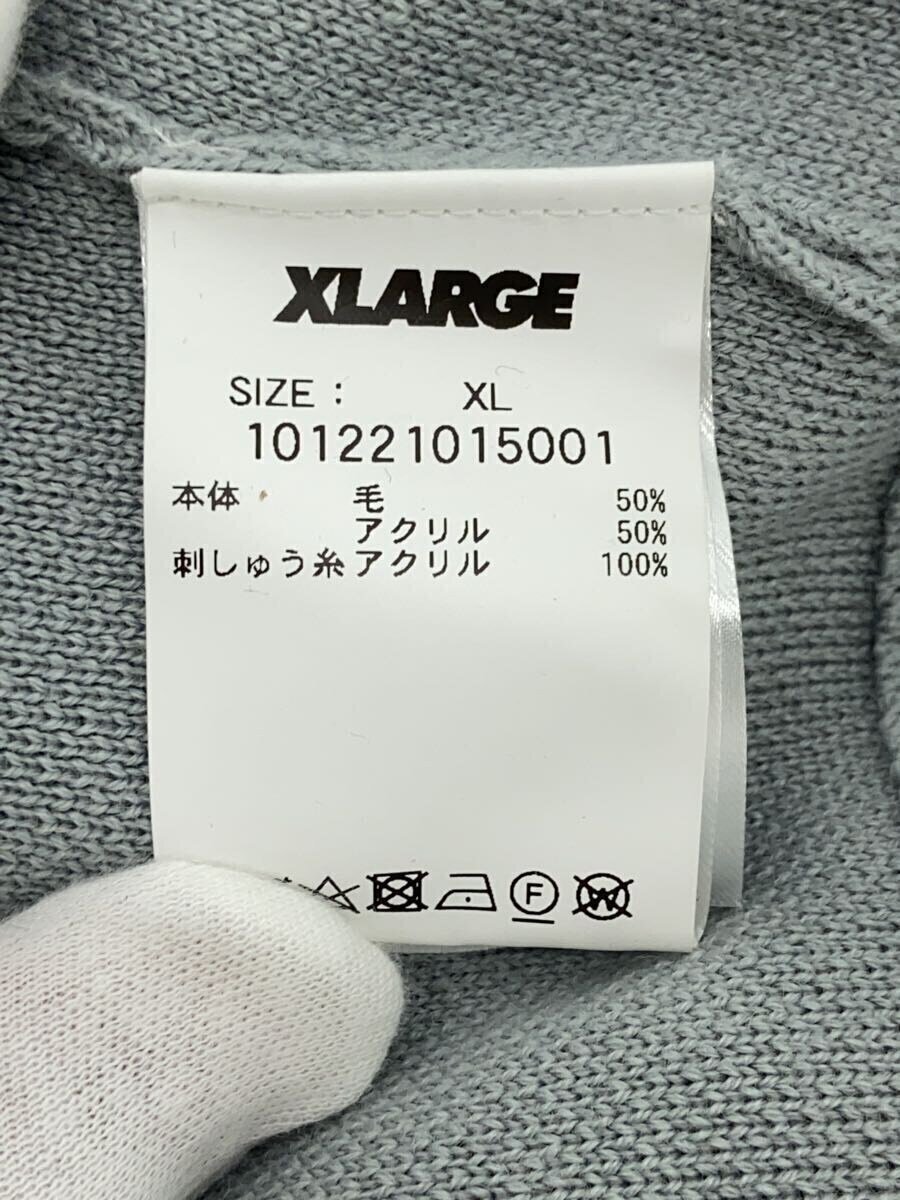 XLARGE
SIZE : XL
101221015001
本体 毛 50%
アクリル 50%
刺しゅう糸アクリル 100%
F W